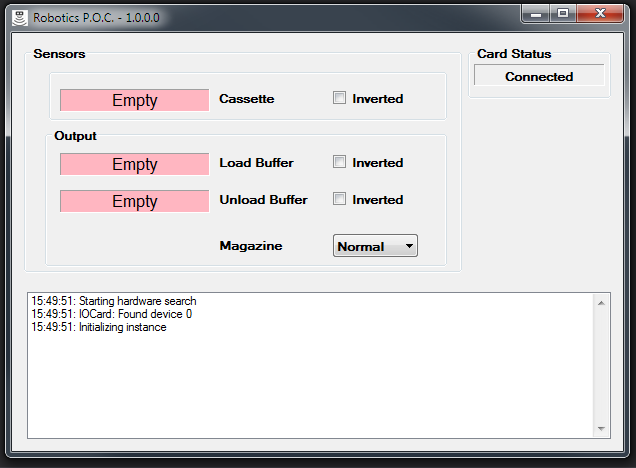 Robotics P.O.C. - 1.0.0.0
Sensors
Card Status
Connected
Empty Cassette Inverted
Output
Empty Load Buffer Inverted
Empty Unload Buffer Inverted
Magazine Normal
15:49:51: Starting hardware search
15:49:51: IOCard: Found device 0
15:49:51: Initializing instance